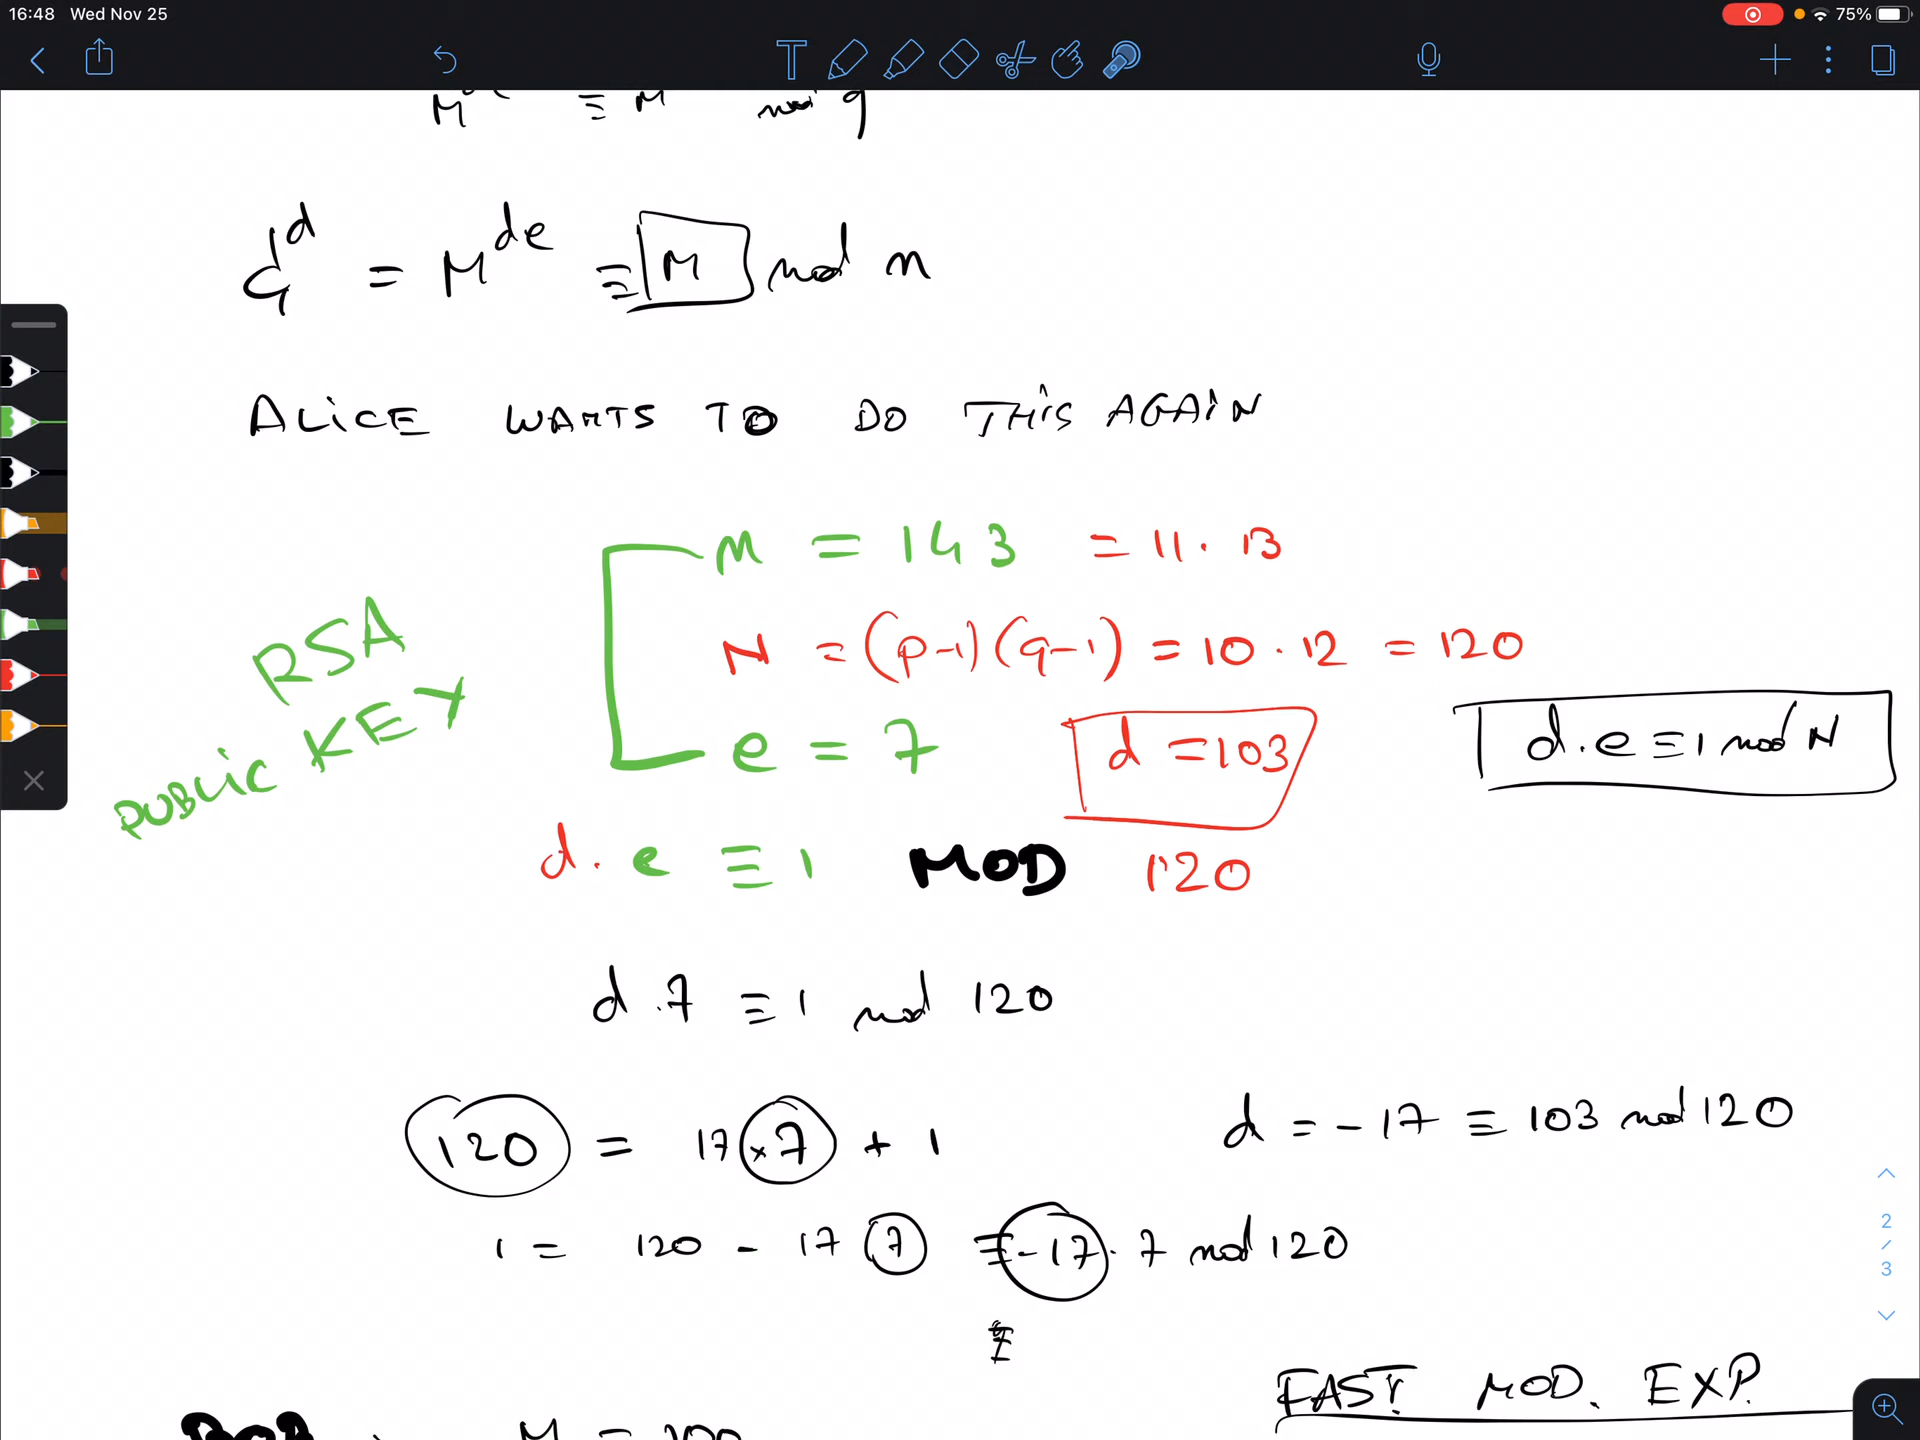 16:48 Wed Nov 25 75%
≡ M mod q
C^d = M^de ≡ M mod n
ALICE WANTS TO DO THIS AGAIN
n = 143 = 11 · 13
RSA PUBLIC KEY
N = (p-1)(q-1) = 10 · 12 = 120
e = 7 d = 103 d.e ≡ 1 mod N
d. e ≡ 1 MOD 120
d .7 ≡ 1 mod 120
120 = 17 × 7 + 1 d = -17 ≡ 103 mod 120
1 = 120 - 17 7 ≡ -17 · 7 mod 120
2
/
3
FAST MOD. EXP.